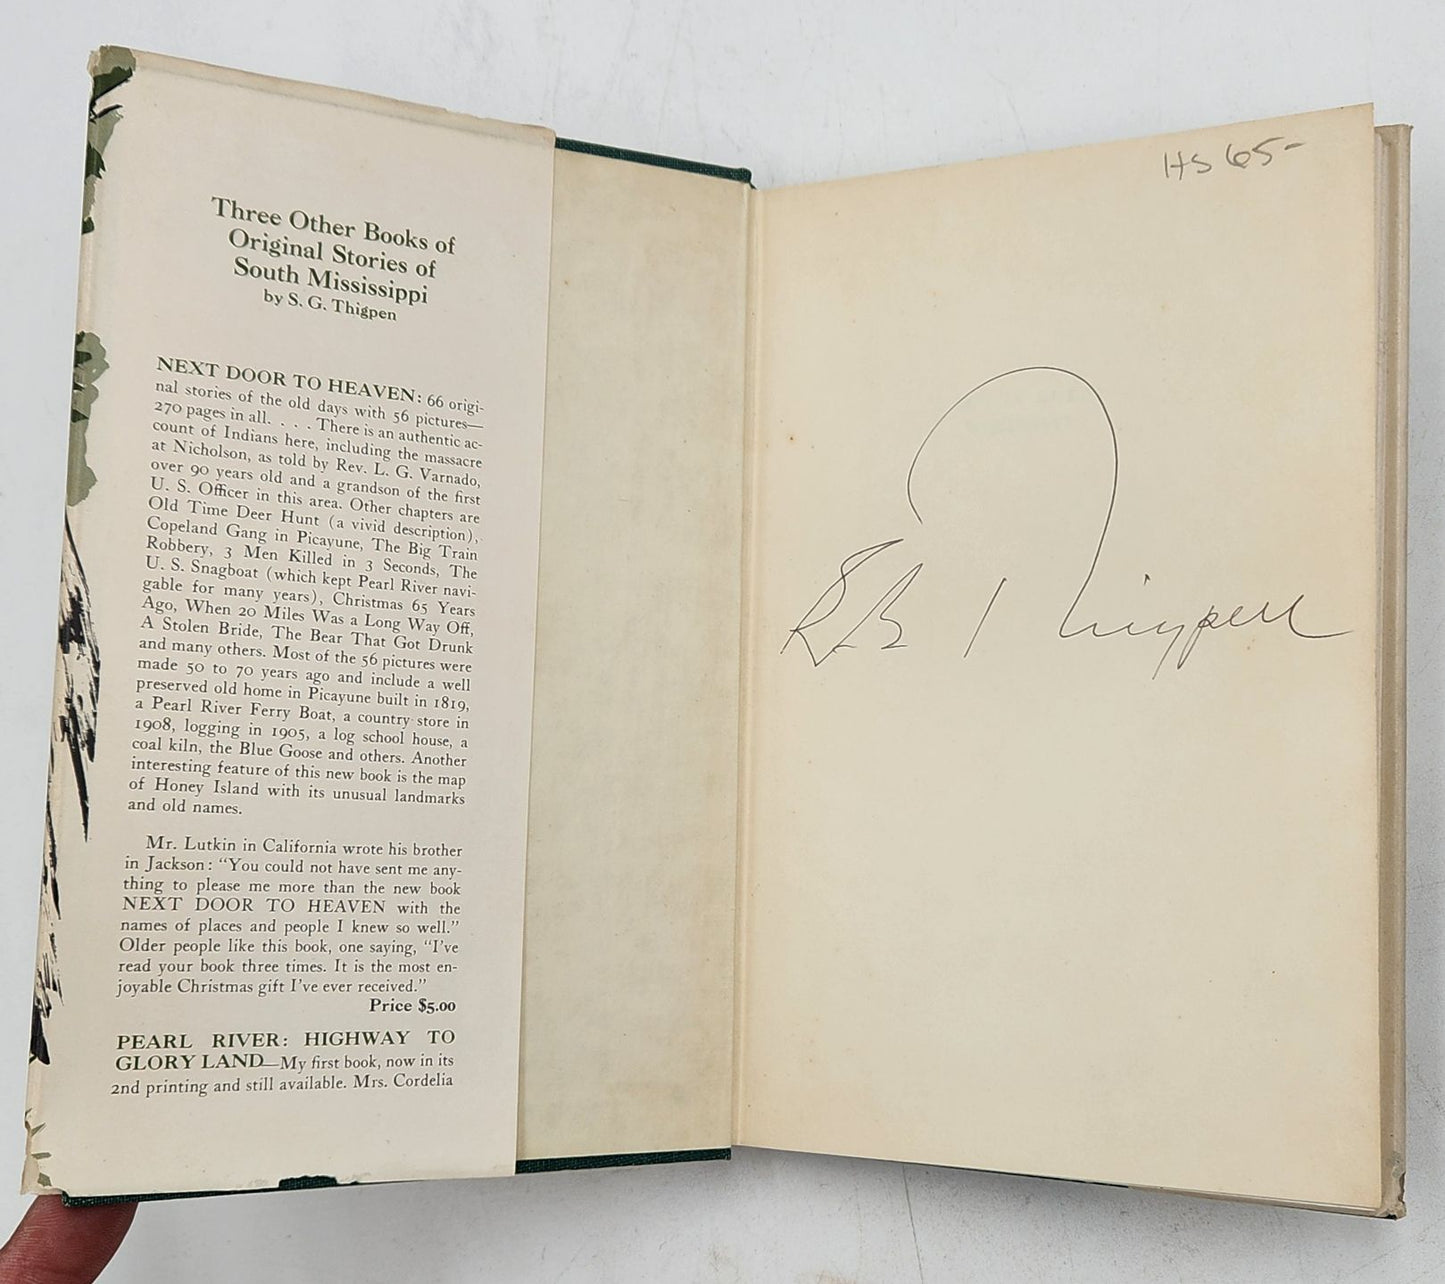 Three Other Books of
Original Stories of
South Mississippi
by S. G. Thigpen
NEXT DOOR TO HEAVEN: 66 origi-
nal stories of the old days with 56 pictures—
270 pages in all. . . . There is an authentic ac-
count of Indians here, including the massacre
at Nicholson, as told by Rev. L. G. Varnado,
over 90 years old and a grandson of the first
U. S. Officer in this area. Other chapters are
Old Time Deer Hunt (a vivid description),
Copeland Gang in Picayune, The Big Train
Robbery, 3 Men Killed in 3 Seconds, The
U. S. Snagboat (which kept Pearl River navi-
gable for many years), Christmas 65 Years
Ago, When 20 Miles Was a Long Way Off,
A Stolen Bride, The Bear That Got Drunk
and many others. Most of the 56 pictures were
made 50 to 70 years ago and include a well
preserved old home in Picayune built in 1819,
a Pearl River Ferry Boat, a country store in
1908, logging in 1905, a log school house, a
coal kiln, the Blue Goose and others. Another
interesting feature of this new book is the map
of Honey Island with its unusual landmarks
and old names.
Mr. Lutkin in California wrote his brother
in Jackson: "You could not have sent me any-
thing to please me more than the new book
NEXT DOOR TO HEAVEN with the
names of places and people I knew so well."
Older people like this book, one saying, "I've
read your book three times. It is the most en-
joyable Christmas gift I've ever received."
Price $5.00
PEARL RIVER: HIGHWAY TO
GLORY LAND—My first book, now in its
2nd printing and still available. Mrs. Cordelia
HS 65-
Thigpen